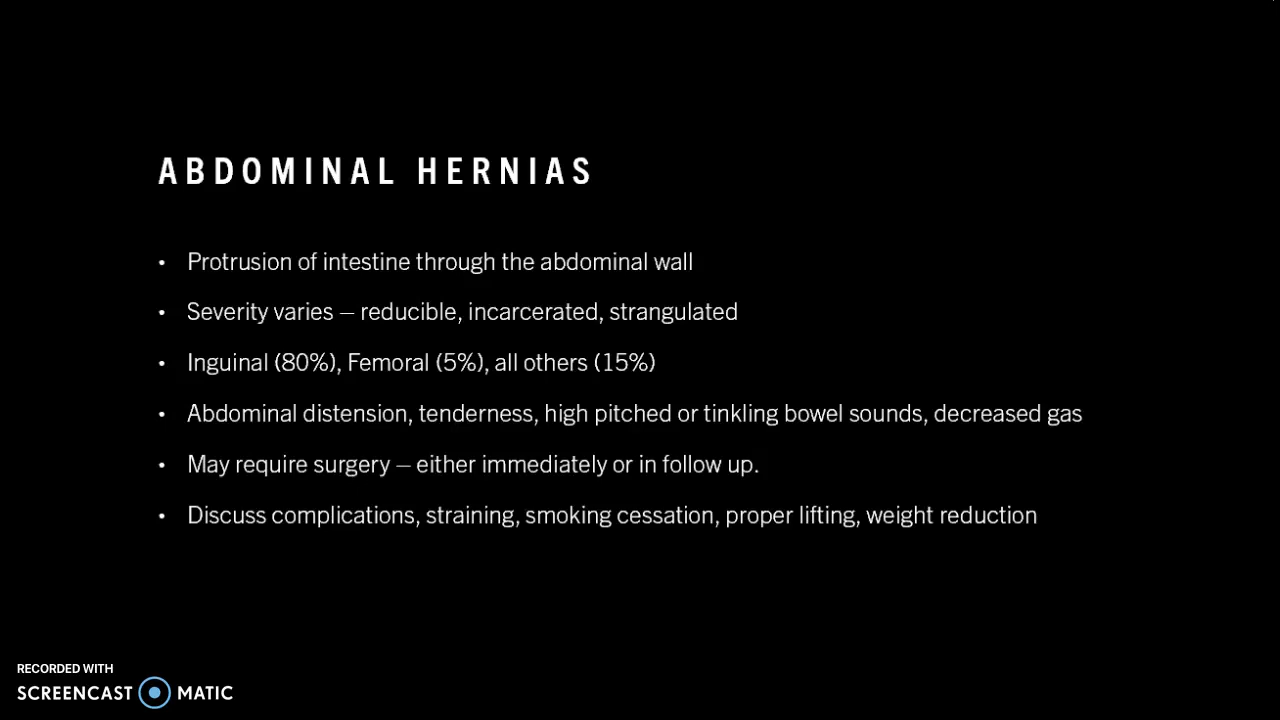 ABDOMINAL HERNIAS
• Protrusion of intestine through the abdominal wall
• Severity varies – reducible, incarcerated, strangulated
• Inguinal (80%), Femoral (5%), all others (15%)
• Abdominal distension, tenderness, high pitched or tinkling bowel sounds, decreased gas
• May require surgery – either immediately or in follow up.
• Discuss complications, straining, smoking cessation, proper lifting, weight reduction
RECORDED WITH
SCREENCAST MATIC